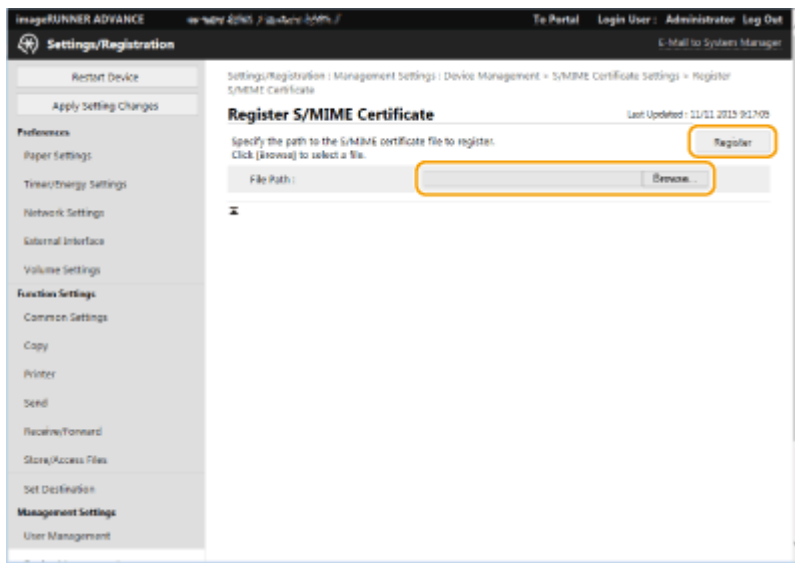 imageRUNNER ADVANCE
To Portal Login User : Administrator Log Out
Settings/Registration
E-Mail to System Manager
Restart Device
Apply Setting Changes
Preferences
Paper Settings
Timer/Energy Settings
Network Settings
External Interface
Volume Settings
Function Settings
Common Settings
Copy
Printer
Send
Receive/Forward
Store/Access Files
Set Destination
Management Settings
User Management
Settings/Registration : Management Settings : Device Management > S/MIME Certificate Settings > Register
S/MIME Certificate
Register S/MIME Certificate
Last Updated : 11/11 2015 9:17:05
Specify the path to the S/MIME certificate file to register.
Click [Browse] to select a file.
Register
File Path :
Browse...